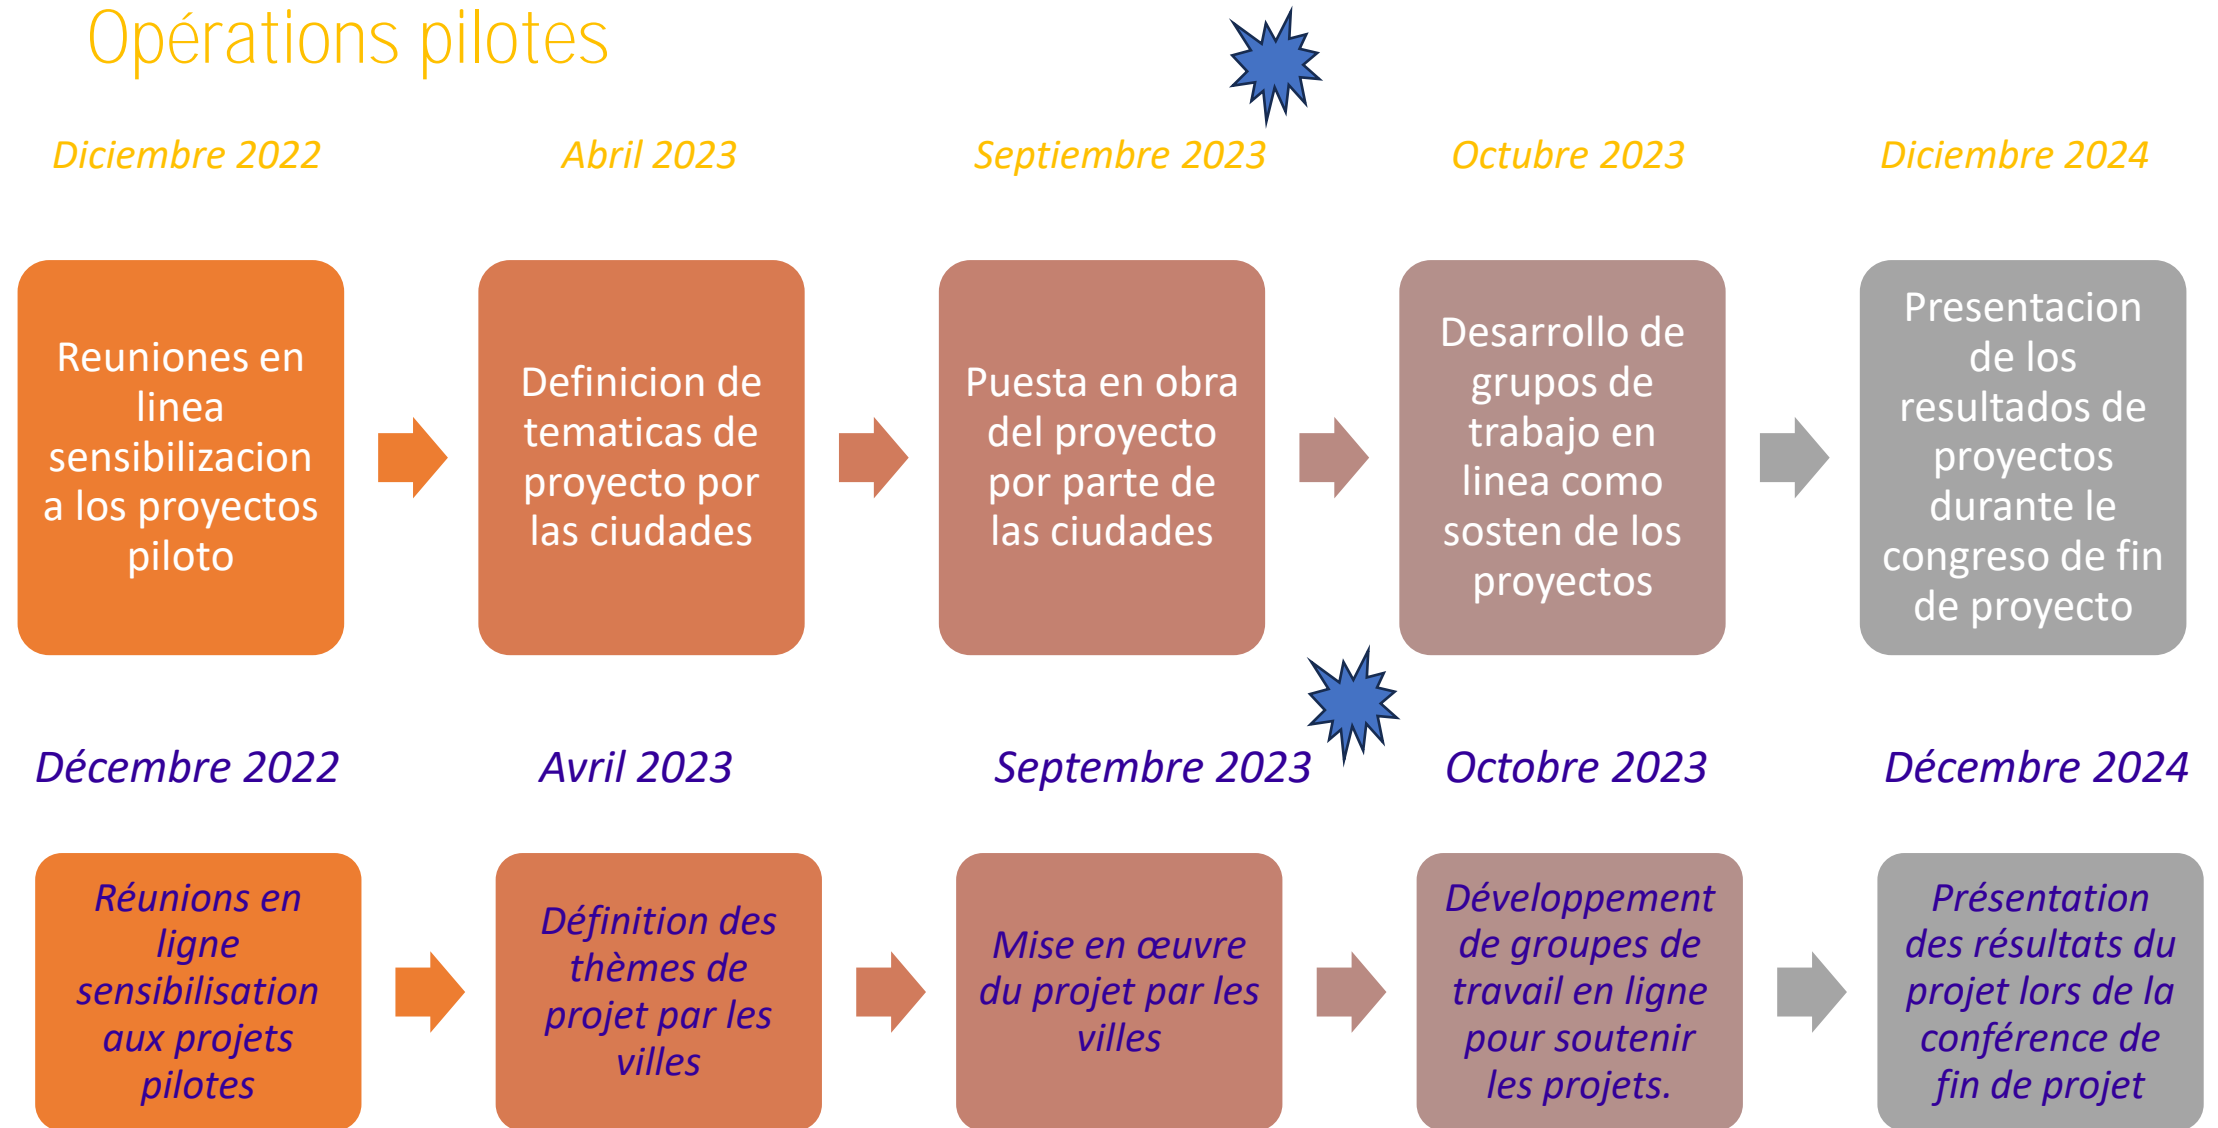 Opérations pilotes
Diciembre 2022
Abril 2023
Septiembre 2023
Octubre 2023
Diciembre 2024
Reuniones en
linea
sensibilizacion
a los proyectos
piloto
Definicion de
tematicas de
proyecto por
las ciudades
Puesta en obra
del proyecto
por parte de
las ciudades
Desarrollo de
grupos de
trabajo en
linea como
sosten de los
proyectos
Presentacion
de los
resultados de
proyectos
durante le
congreso de fin
de proyecto
Décembre 2022
Avril 2023
Septembre 2023
Octobre 2023
Décembre 2024
Réunions en
ligne
sensibilisation
aux projets
pilotes
Définition des
thèmes de
projet par les
villes
Mise en œuvre
du projet par les
villes
Développement
de groupes de
travail en ligne
pour soutenir
les projets.
Présentation
des résultats du
projet lors de la
conférence de
fin de projet